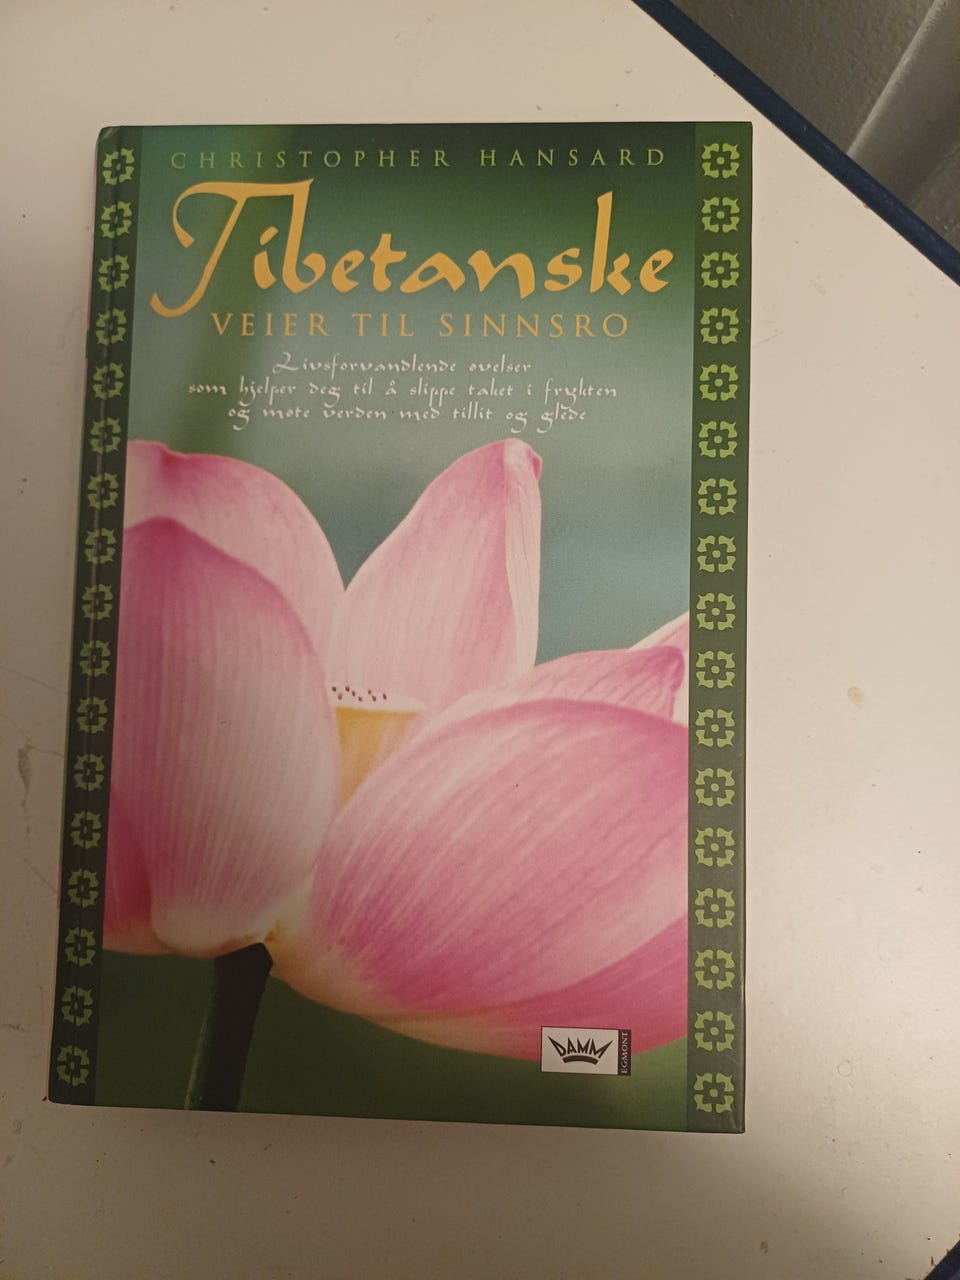 CHRISTOPHER HANSARD
Tibetanske
VEIER TIL SINNSRO
Livsforvandlende øvelser
som hjelper deg til å slippe taket i frykten
og møte verden med tillit og glede
DAMM
EGMONT